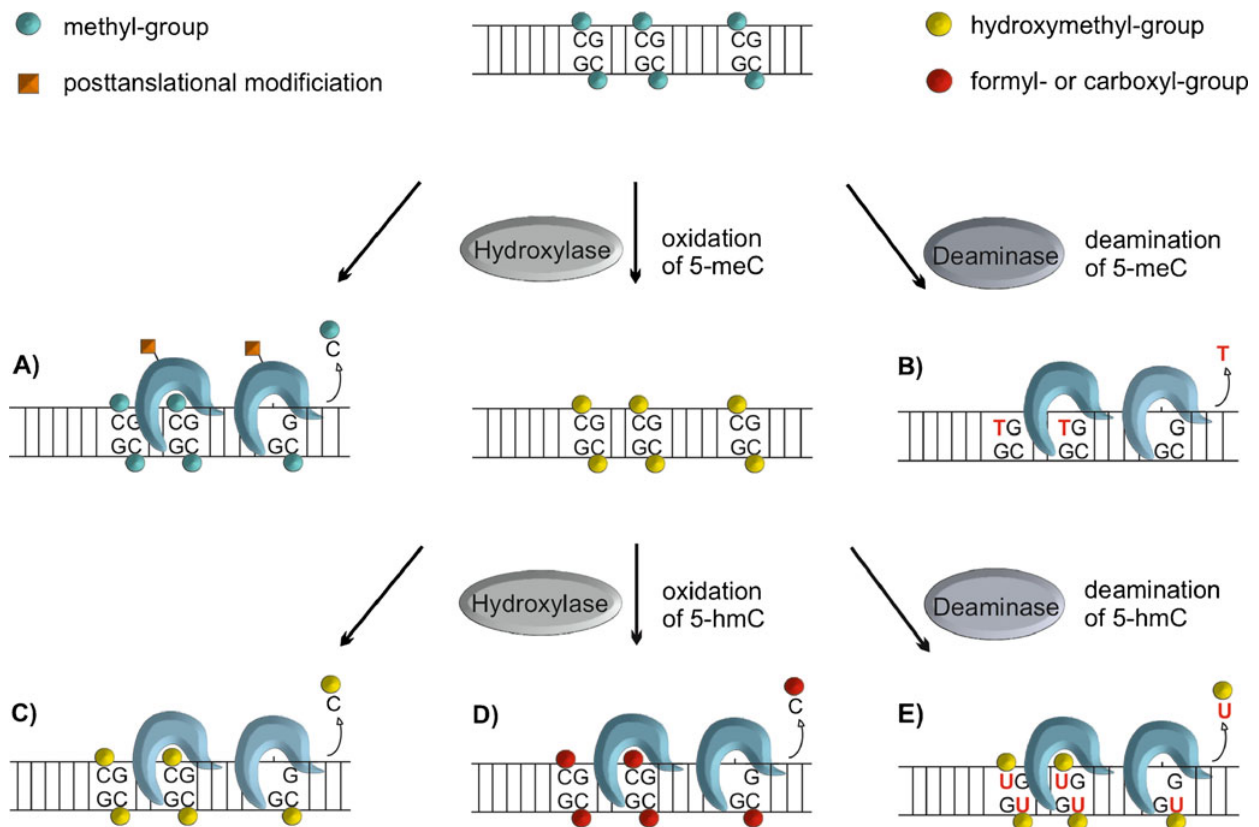 methyl-group
posttranslational modificiation
CG CG CG
GC GC GC
hydroxymethyl-group
formyl- or carboxyl-group
Hydroxylase
oxidation
of 5-meC
Deaminase
deamination
of 5-meC
A)
C
CG CG G
GC GC GC
CG CG CG
GC GC GC
B)
T
TG TG G
GC GC GC
Hydroxylase
oxidation
of 5-hmC
Deaminase
deamination
of 5-hmC
C)
C
CG CG G
GC GC GC
D)
C
CG CG G
GC GC GC
E)
U
UG UG G
GU GU GU